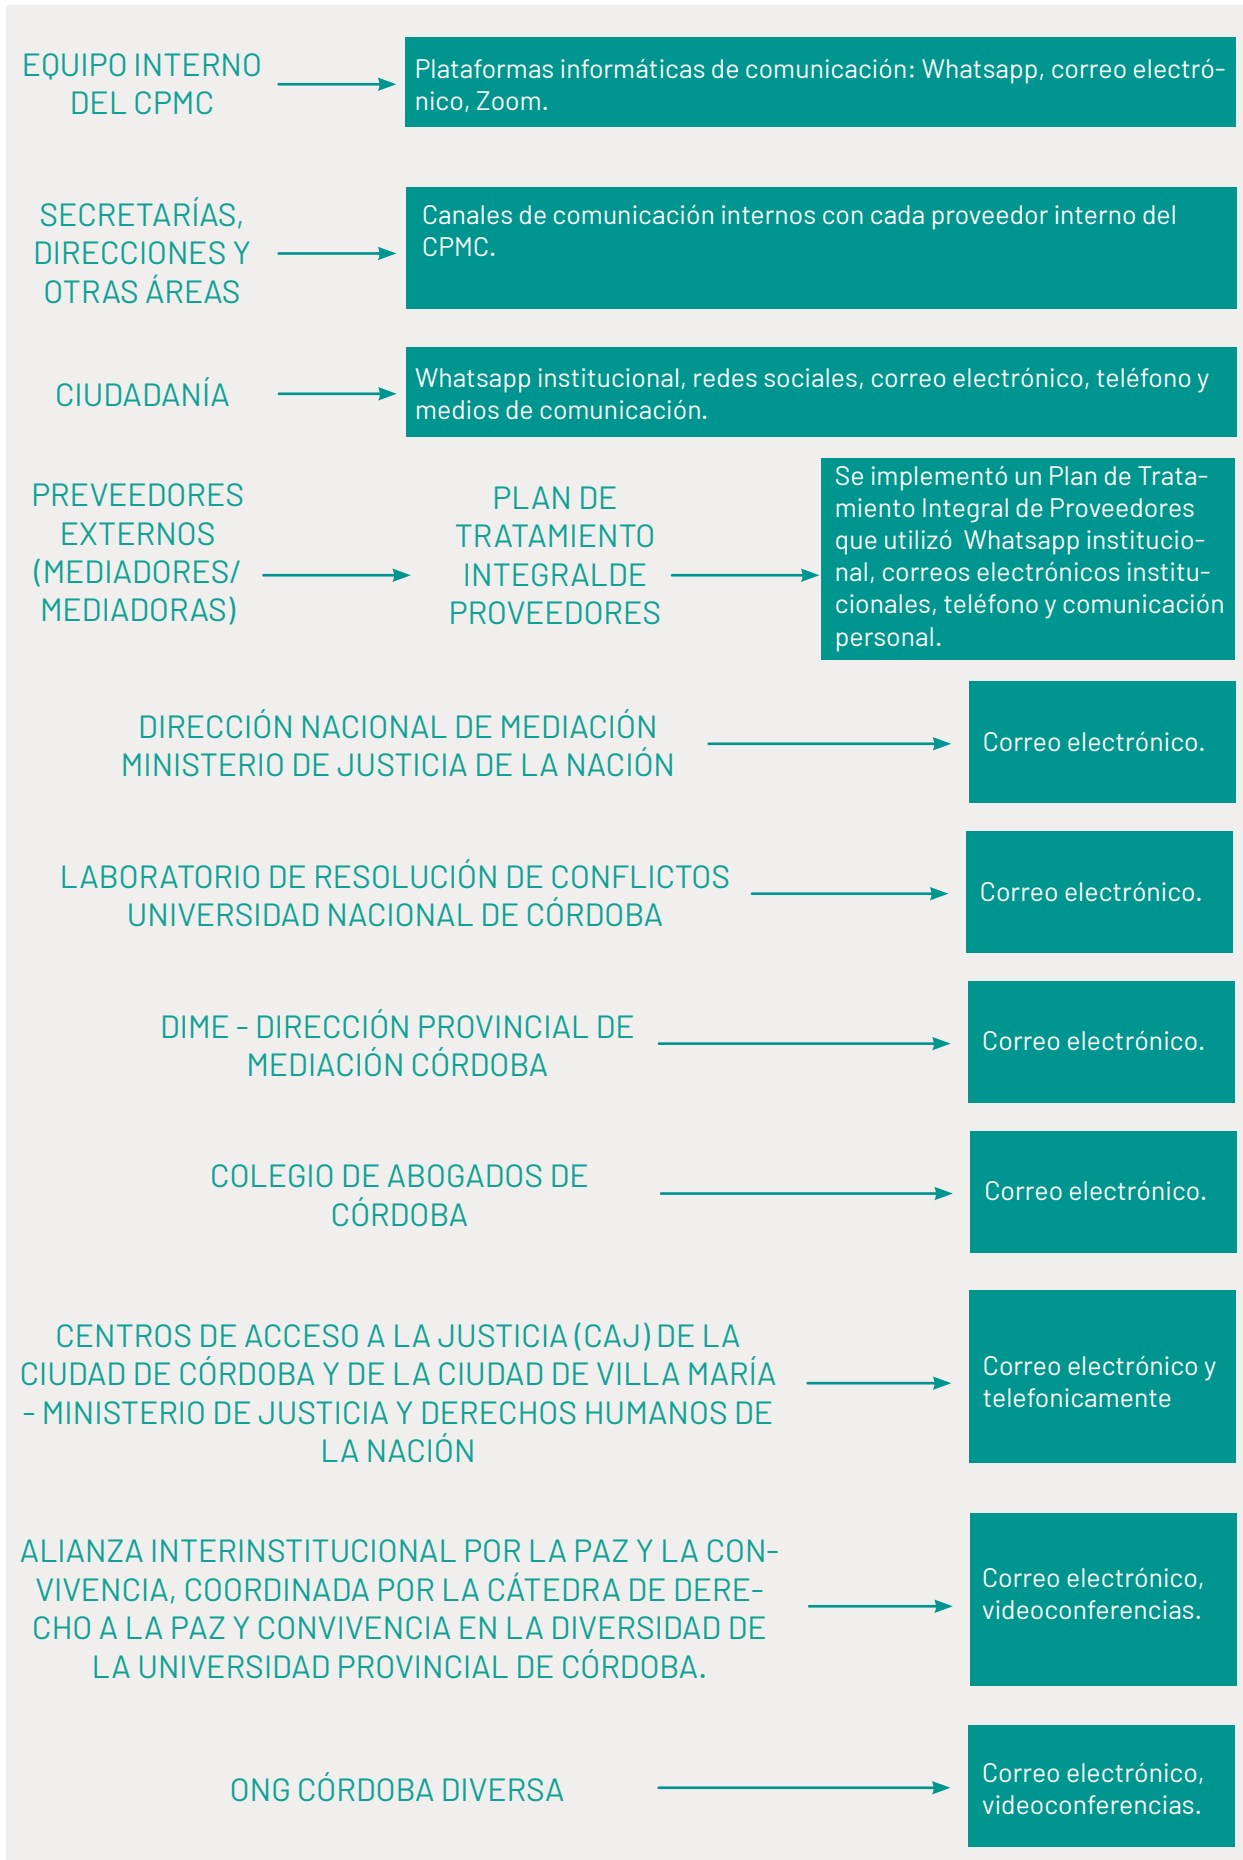 EQUIPO INTERNO
DEL CPMC
Plataformas informáticas de comunicación: Whatsapp, correo electró-
nico, Zoom.
SECRETARÍAS,
DIRECCIONES Y
OTRAS ÁREAS
Canales de comunicación internos con cada proveedor interno del
CPMC.
CIUDADANÍA
Whatsapp institucional, redes sociales, correo electrónico, teléfono y
medios de comunicación.
PREVEEDORES
EXTERNOS
(MEDIADORES/
MEDIADORAS)
PLAN DE
TRATAMIENTO
INTEGRALDE
PROVEEDORES
Se implementó un Plan de Trata-
miento Integral de Proveedores
que utilizó Whatsapp institucio-
nal, correos electrónicos institu-
cionales, teléfono y comunicación
personal.
DIRECCIÓN NACIONAL DE MEDIACIÓN
MINISTERIO DE JUSTICIA DE LA NACIÓN
Correo electrónico.
LABORATORIO DE RESOLUCIÓN DE CONFLICTOS
UNIVERSIDAD NACIONAL DE CÓRDOBA
Correo electrónico.
DIME - DIRECCIÓN PROVINCIAL DE
MEDIACIÓN CÓRDOBA
Correo electrónico.
COLEGIO DE ABOGADOS DE
CÓRDOBA
Correo electrónico.
CENTROS DE ACCESO A LA JUSTICIA (CAJ) DE LA
CIUDAD DE CÓRDOBA Y DE LA CIUDAD DE VILLA MARÍA
- MINISTERIO DE JUSTICIA Y DERECHOS HUMANOS DE
LA NACIÓN
Correo electrónico y
telefonicamente
ALIANZA INTERINSTITUCIONAL POR LA PAZ Y LA CON-
VIVENCIA, COORDINADA POR LA CÁTEDRA DE DERE-
CHO A LA PAZ Y CONVIVENCIA EN LA DIVERSIDAD DE
LA UNIVERSIDAD PROVINCIAL DE CÓRDOBA.
Correo electrónico,
videoconferencias.
ONG CÓRDOBA DIVERSA
Correo electrónico,
videoconferencias.